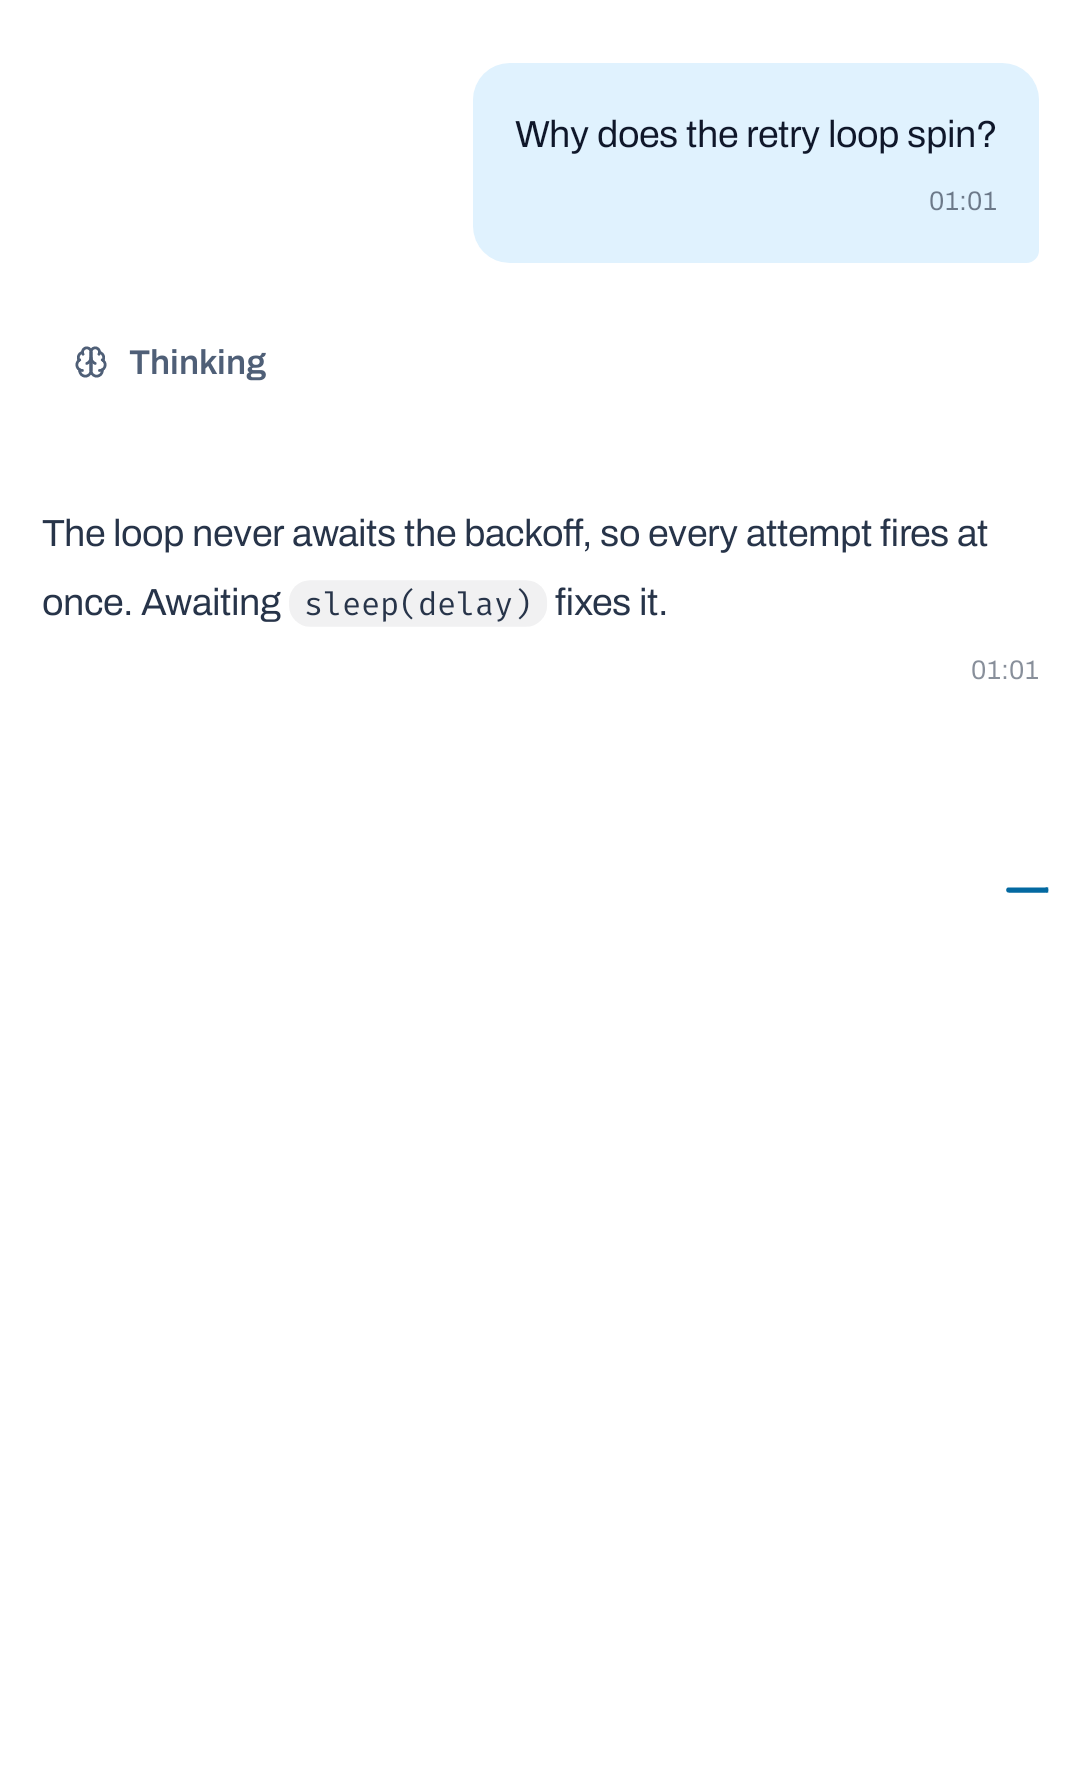 Why does the retry loop spin?
01:01
Thinking
The loop never awaits the backoff, so every attempt fires at
once. Awaiting sleep(delay) fixes it.
01:01